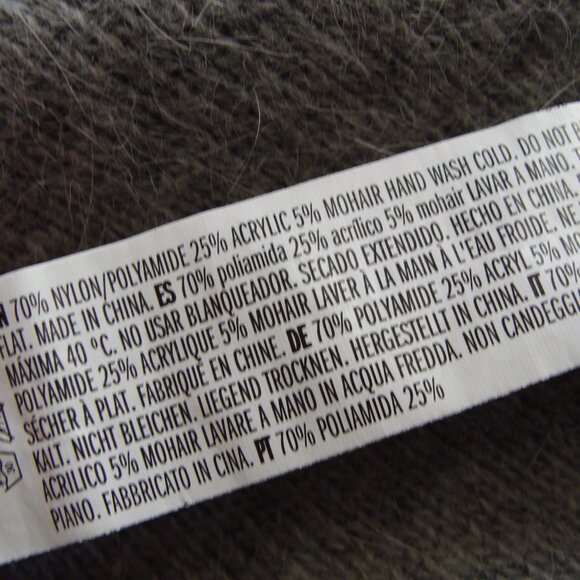 N 70% NYLON/POLYAMIDE 25% ACRYLIC 5% MOHAIR HAND WASH COLD. DO NOT
FLAT. MADE IN CHINA. ES 70% poliamida 25% acrílico 5% mohair LAVAR A MANO.
MÁXIMA 40 ºC. NO USAR BLANQUEADOR. SECADO EXTENDIDO. HECHO EN CHINA.
POLYAMIDE 25% ACRYLIQUE 5% MOHAIR LAVER À LA MAIN À L'EAU FROIDE. NE
SÉCHER À PLAT. FABRIQUÉ EN CHINE. DE 70% POLYAMIDE 25% ACRYL 5% M
KALT. NICHT BLEICHEN. LIEGEND TROCKNEN. HERGESTELLT IN CHINA. IT 70%
ACRILICO 5% MOHAIR LAVARE A MANO IN ACQUA FREDDA. NON CANDEGGI
PIANO. FABBRICATO IN CINA. PT 70% POLIAMIDA 25%